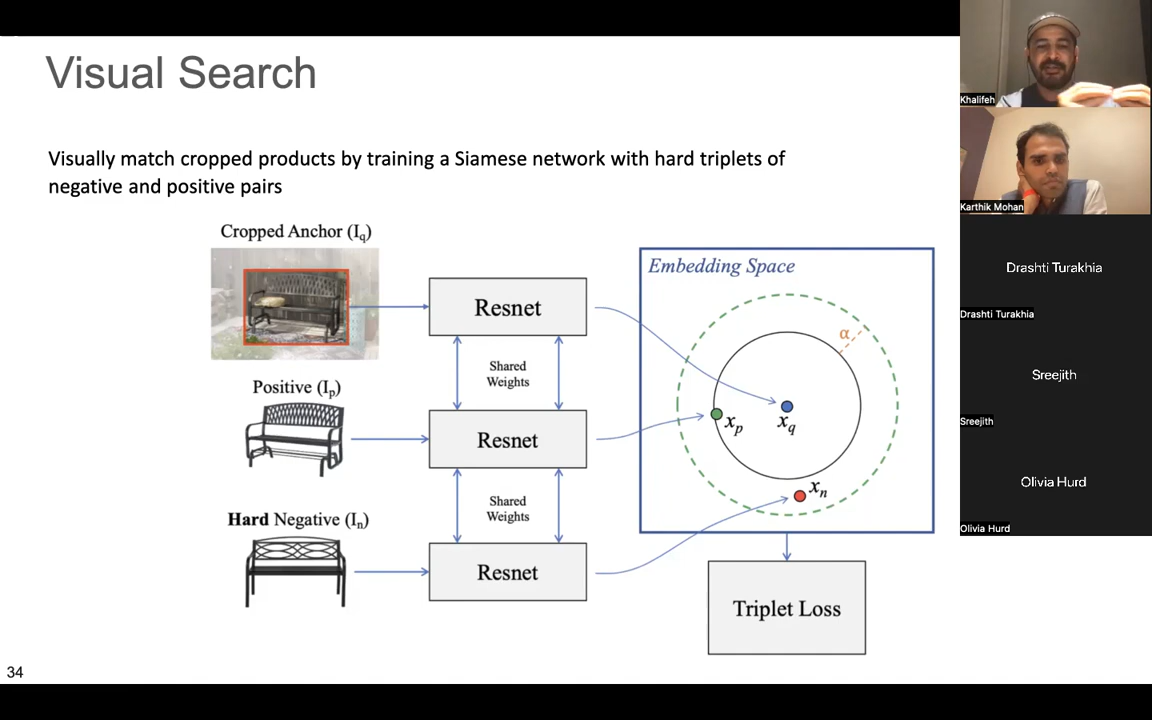 Visual Search
Visually match cropped products by training a Siamese network with hard triplets of
negative and positive pairs
Cropped Anchor (Iq)
Resnet
Shared
Weights
Positive (Ip)
Resnet
Shared
Weights
Hard Negative (In)
Resnet
Embedding Space
α
xp
xq
xn
Triplet Loss
34
Khalifeh
Karthik Mohan
Drashti Turakhia
Drashti Turakhia
Sreejith
Sreejith
Olivia Hurd
Olivia Hurd